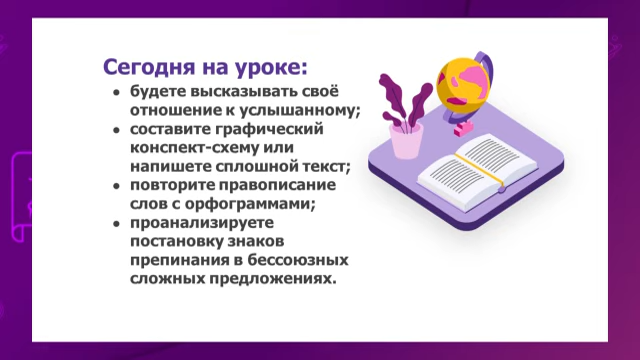 Сегодня на уроке:
• будете высказывать своё
отношение к услышанному;
• составите графический
конспект-схему или
напишете сплошной текст;
• повторите правописание
слов с орфограммами;
• проанализируете
постановку знаков
препинания в бессоюзных
сложных предложениях.